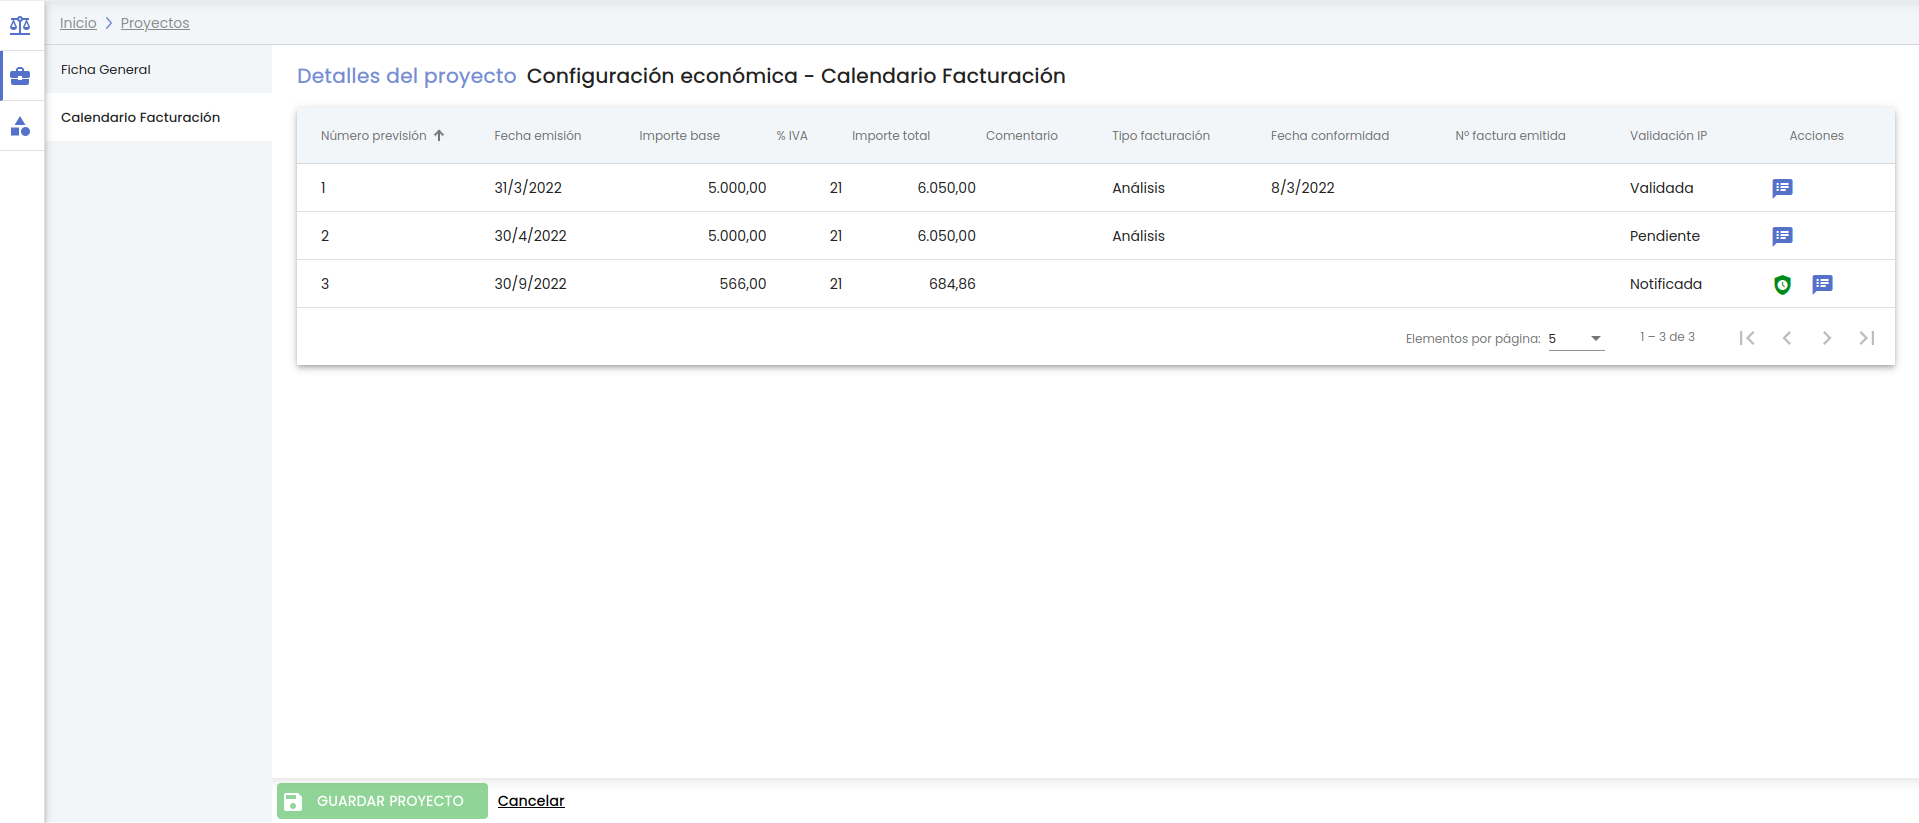 Inicio Proyectos
Ficha General
Calendario Facturación
Detalles del proyecto Configuración económica - Calendario Facturación
Número previsión Fecha emisión Importe base % IVA Importe total Comentario Tipo facturación Fecha conformidad Nº factura emitida Validación IP Acciones
1 31/3/2022 5.000,00 21 6.050,00 Análisis 8/3/2022 Validada
2 30/4/2022 5.000,00 21 6.050,00 Análisis Pendiente
3 30/9/2022 566,00 21 684,86 Notificada
Elementos por página: 5 1 – 3 de 3
GUARDAR PROYECTO Cancelar